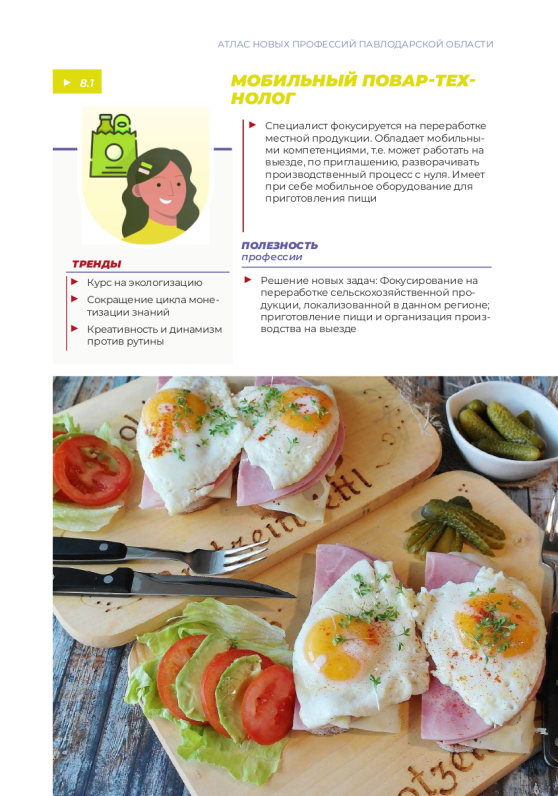 АТЛАС НОВЫХ ПРОФЕССИЙ ПАВЛОДАРСКОЙ ОБЛАСТИ
8.1
МОБИЛЬНЫЙ ПОВАР-ТЕХ-
НОЛОГ
Специалист фокусируется на переработке
местной продукции. Обладает мобильны-
ми компетенциями, т.е. может работать на
выезде, по приглашению, разворачивать
производственный процесс с нуля. Имеет
при себе мобильное оборудование для
приготовления пищи
ТРЕНДЫ
Курс на экологизацию
Сокращение цикла моне-
тизации знаний
Креативность и динамизм
против рутины
ПОЛЕЗНОСТЬ
профессии
Решение новых задач: Фокусирование на
переработке сельскохозяйственной про-
дукции, локализованной в данном регионе;
приготовление пищи и организация произ-
водства на выезде